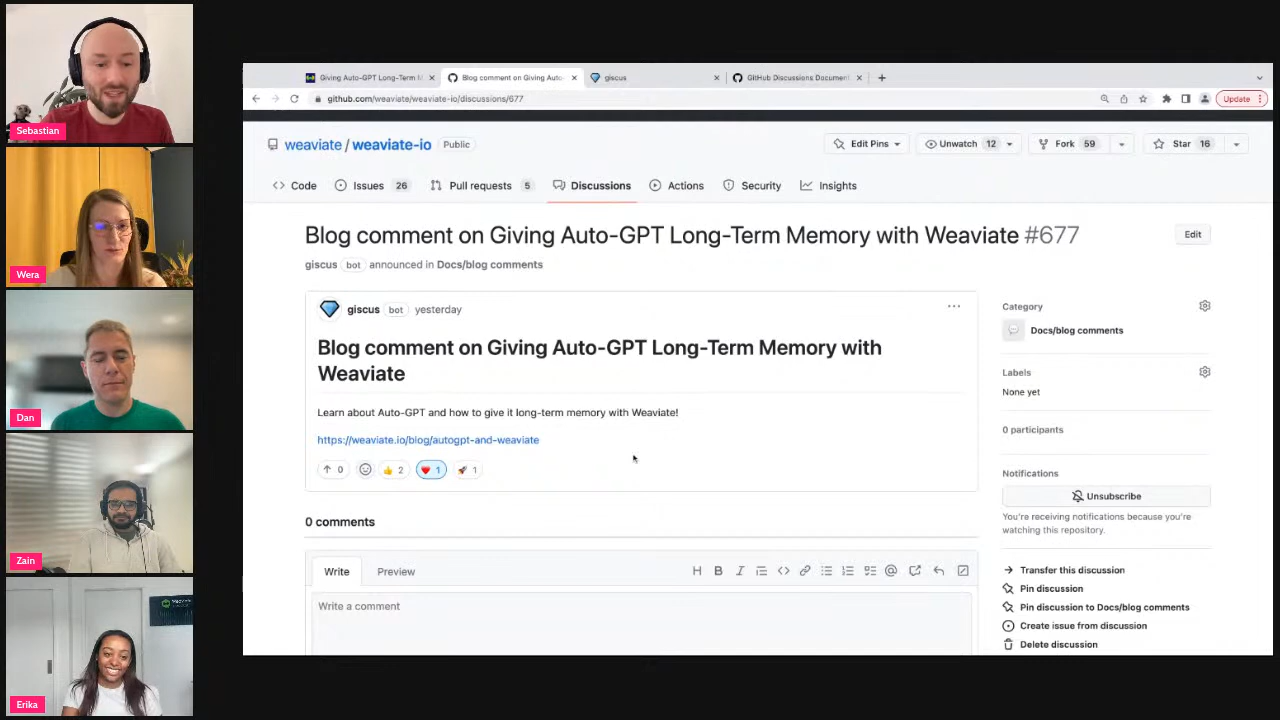 Sebastian
Wera
Dan
Zain
Erika
Giving Auto-GPT Long-Term M
Blog comment on Giving Auto-
giscus
GitHub Discussions Document
github.com/weaviate/weaviate-io/discussions/677
Update
weaviate / weaviate-io Public
Edit Pins
Unwatch 12
Fork 59
Star 16
Code
Issues 26
Pull requests 5
Discussions
Actions
Security
Insights
Blog comment on Giving Auto-GPT Long-Term Memory with Weaviate #677
Edit
giscus bot announced in Docs/blog comments
giscus bot yesterday
Blog comment on Giving Auto-GPT Long-Term Memory with
Weaviate
Learn about Auto-GPT and how to give it long-term memory with Weaviate!
https://weaviate.io/blog/autogpt-and-weaviate
0
2
1
1
0 comments
Write
Preview
H B I
Write a comment
Category
Docs/blog comments
Labels
None yet
0 participants
Notifications
Unsubscribe
You're receiving notifications because you're
watching this repository.
Transfer this discussion
Pin discussion
Pin discussion to Docs/blog comments
Create issue from discussion
Delete discussion